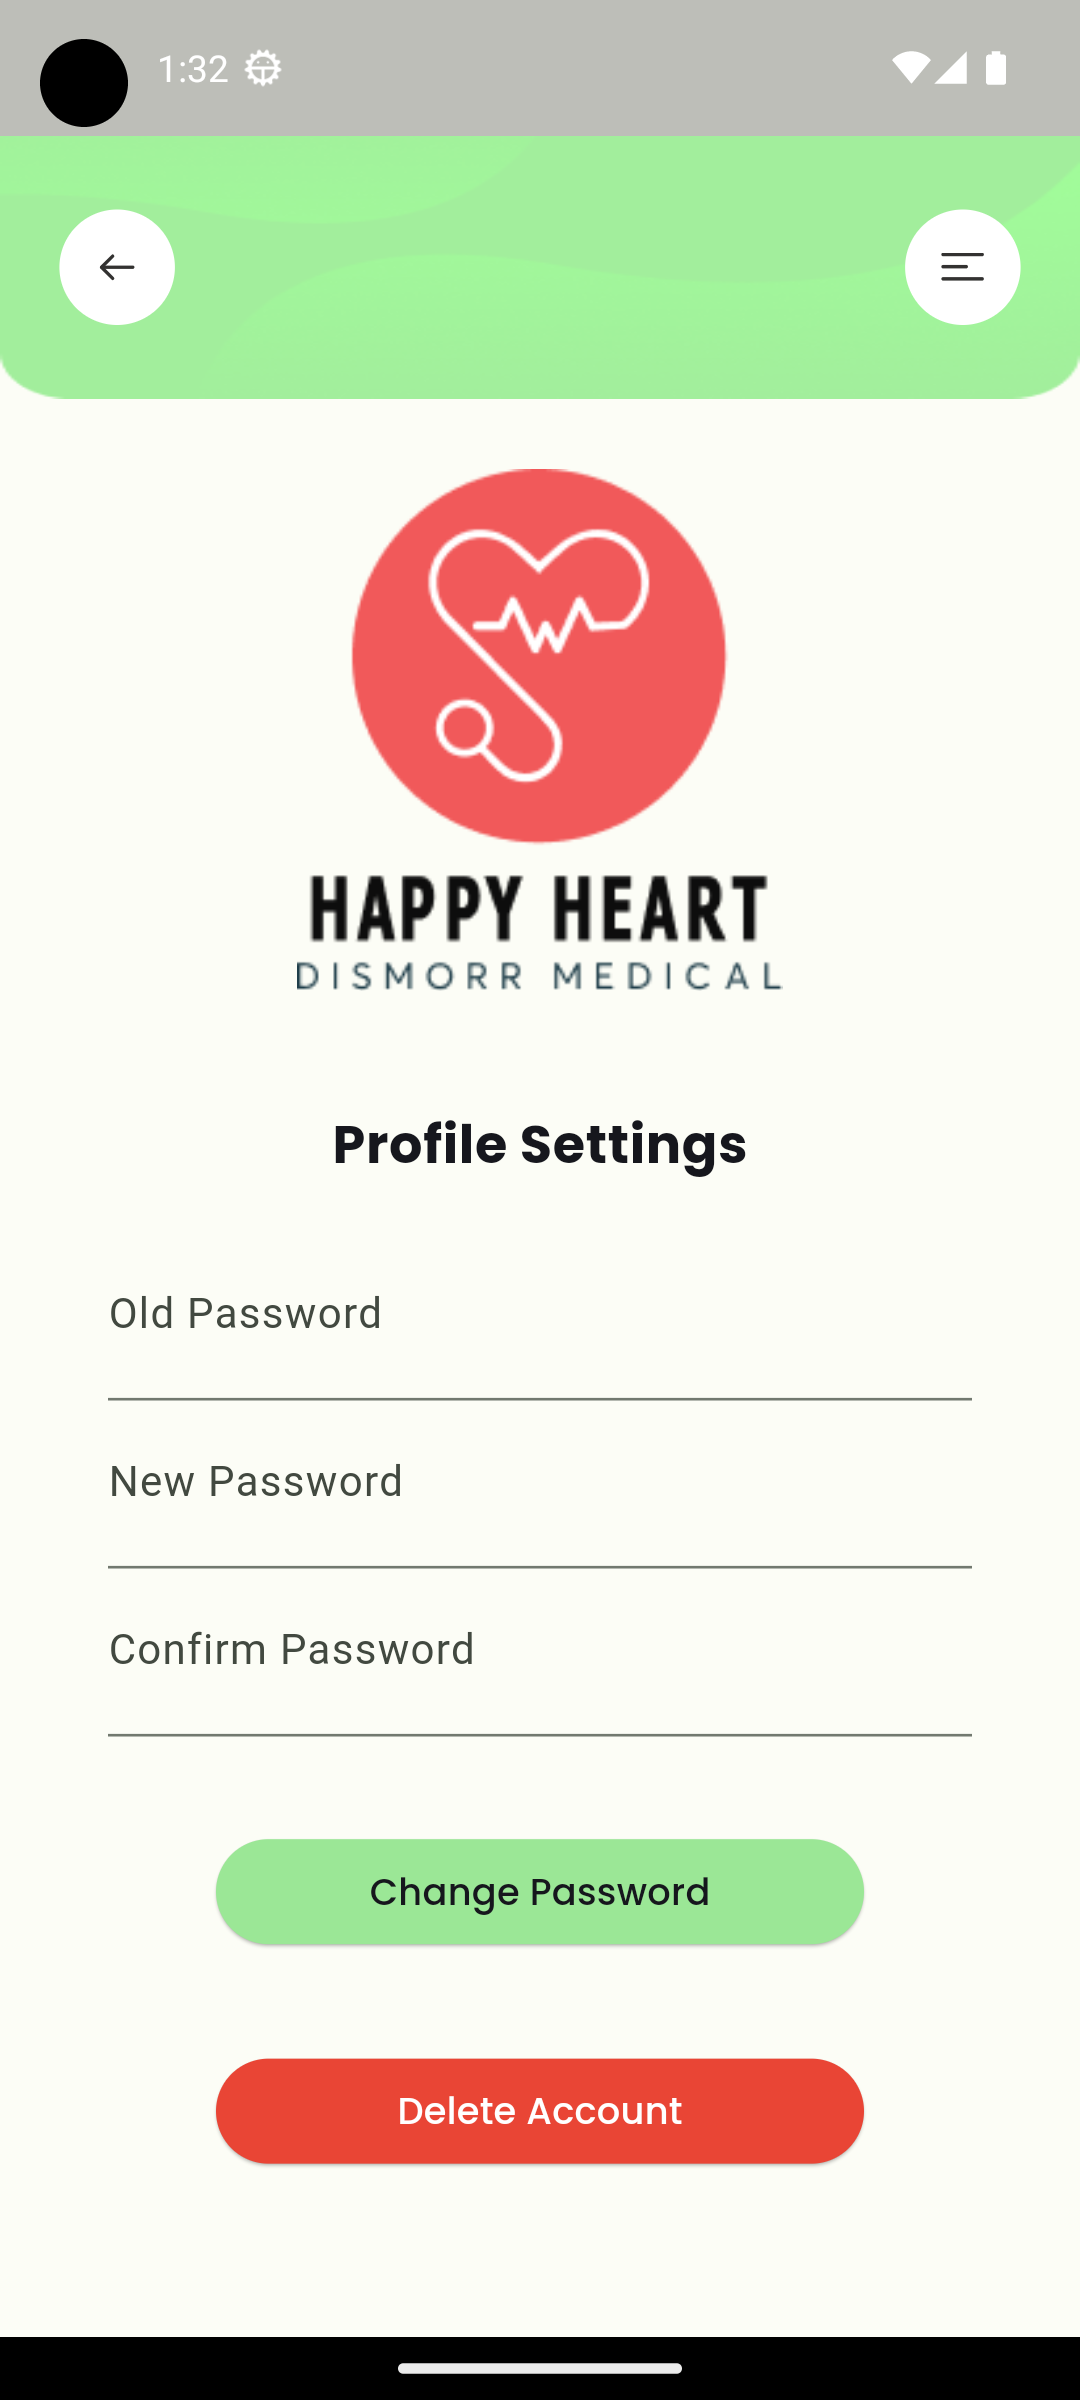 1:32
HAPPY HEART
DISMORR MEDICAL
Profile Settings
Old Password
New Password
Confirm Password
Change Password
Delete Account